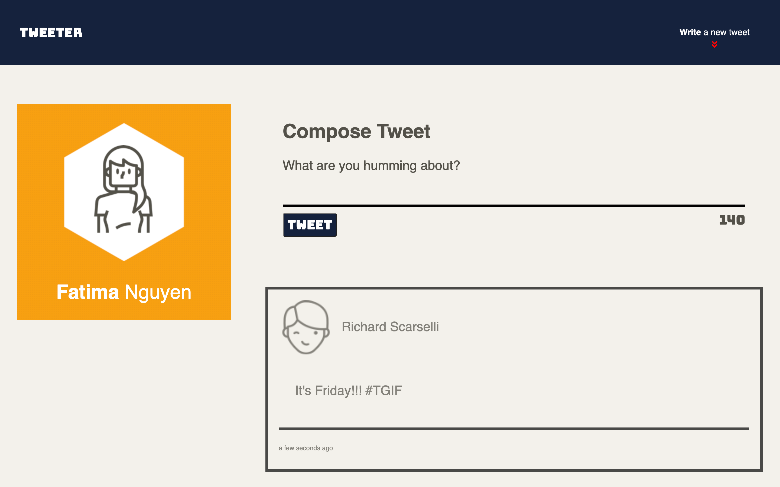 TWEETER
Write a new tweet
Fatima Nguyen
Compose Tweet
What are you humming about?
TWEET
140
Richard Scarselli
It's Friday!!! #TGIF
a few seconds ago